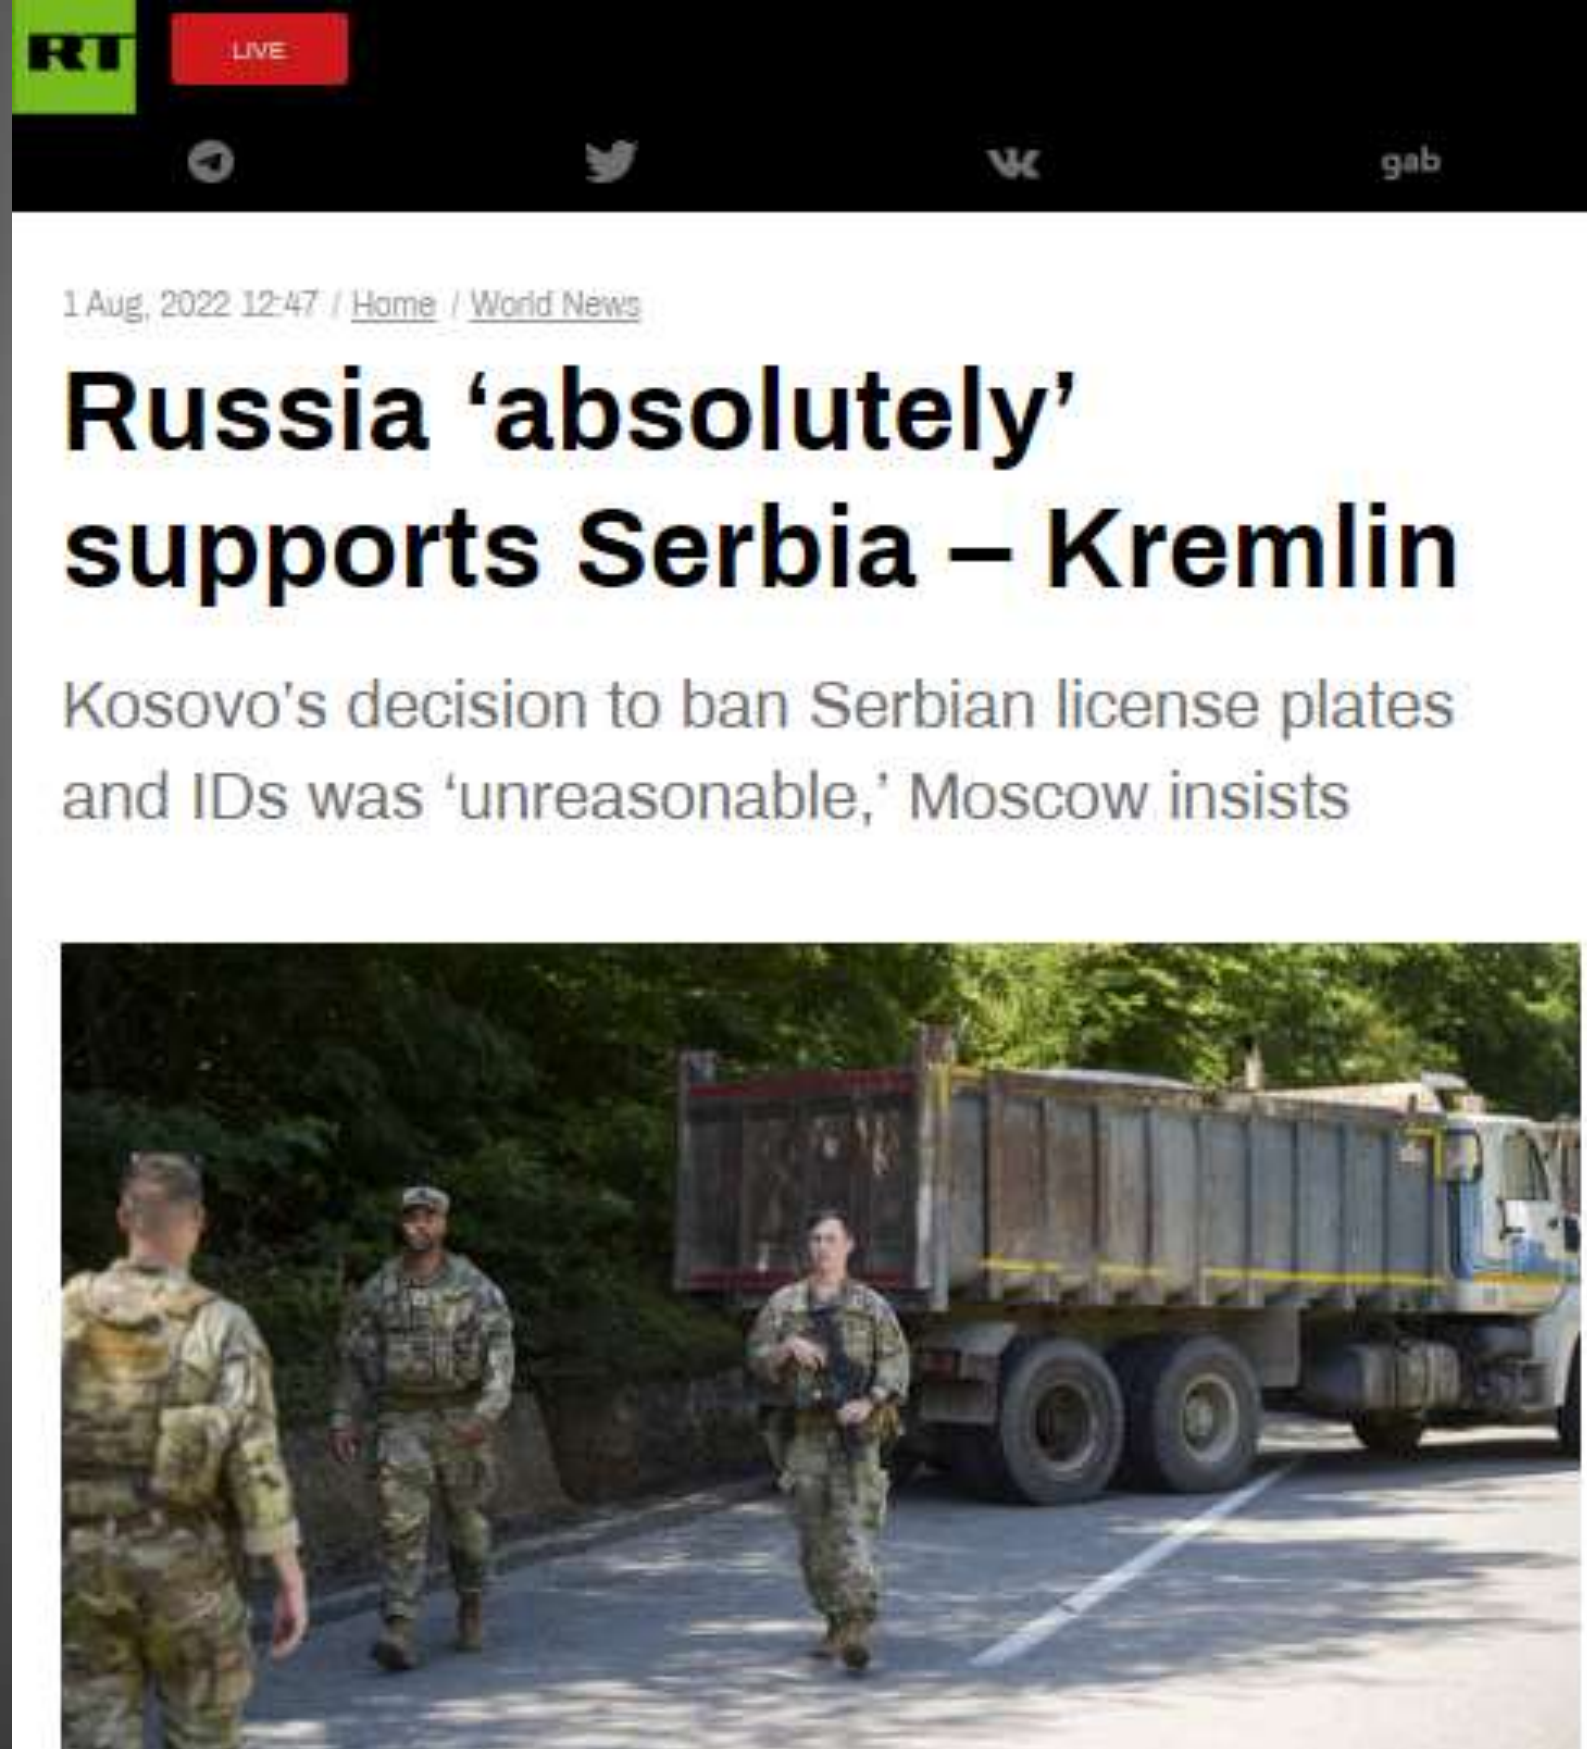 RT
LIVE
gab
1 Aug, 2022 12:47 / Home / World News
Russia ‘absolutely’
supports Serbia – Kremlin
Kosovo's decision to ban Serbian license plates
and IDs was ‘unreasonable,’ Moscow insists